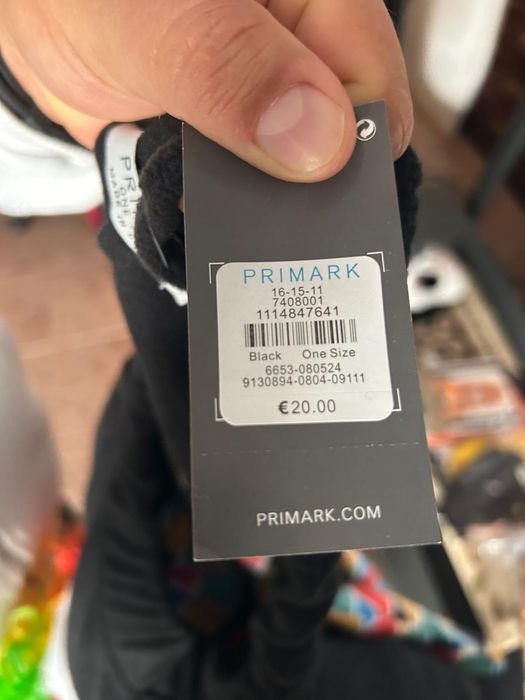 PRIMARK
16-15-11
7408001
1114847641
Black One Size
6653-080524
9130894-0804-09111
€20.00
PRIMARK.COM